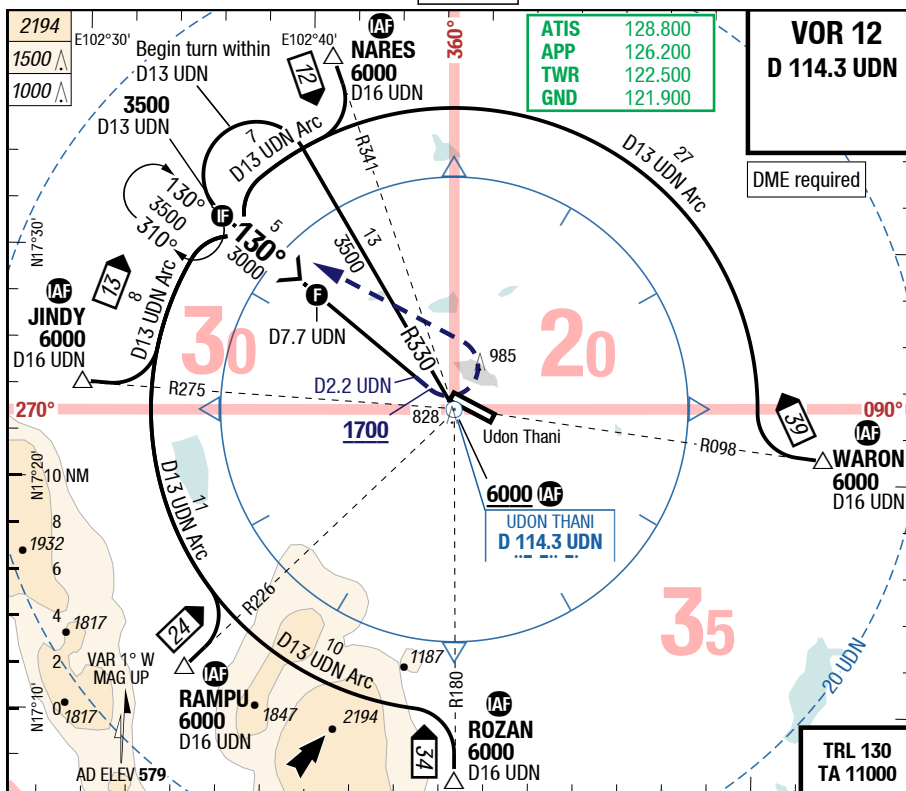 2194
1500
1000
E102°30'
Begin turn within
D13 UDN
E102°40'
IAF
NARES
6000
D16 UDN
360°
ATIS 128.800
APP 126.200
TWR 122.500
GND 121.900
VOR 12
D 114.3 UDN
DME required
3500
D13 UDN
12
7
D13 UDN Arc
R341
27
D13 UDN Arc
130°
3500
310°
IF
5
130°
3000
13
3500
N17°30'
13
8
D13 UDN Arc
IAF
JINDY
6000
D16 UDN
F
D7.7 UDN
30
20
R330
985
R275
D2.2 UDN
270°
1700
828
Udon Thani
090°
39
R098
IAF
WARON
6000
D16 UDN
6000 IAF
UDON THANI
D 114.3 UDN
N17°20'
10 NM
8
6
4
2
0
11
D13 UDN Arc
1932
1817
VAR 1° W
MAG UP
1817
N17°10'
AD ELEV 579
24
R226
IAF
RAMPU
6000
D16 UDN
10
D13 UDN Arc
1847
2194
1187
R180
34
IAF
ROZAN
6000
D16 UDN
35
20 UDN
TRL 130
TA 11000